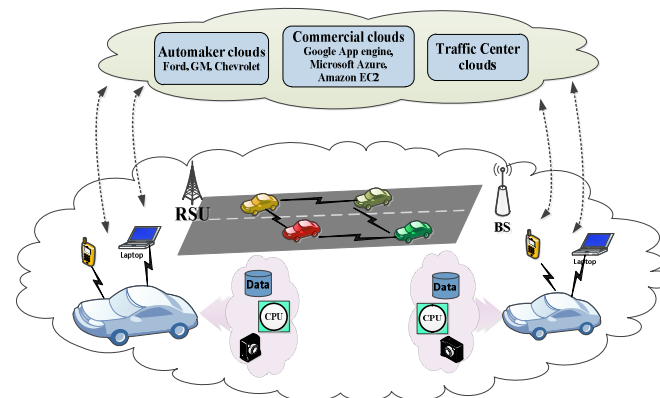 Automaker clouds
Ford, GM, Chevrolet
Commercial clouds
Google App engine,
Microsoft Azure,
Amazon EC2
Traffic Center
clouds
RSU
BS
Laptop
Laptop
Data
CPU
Data
CPU